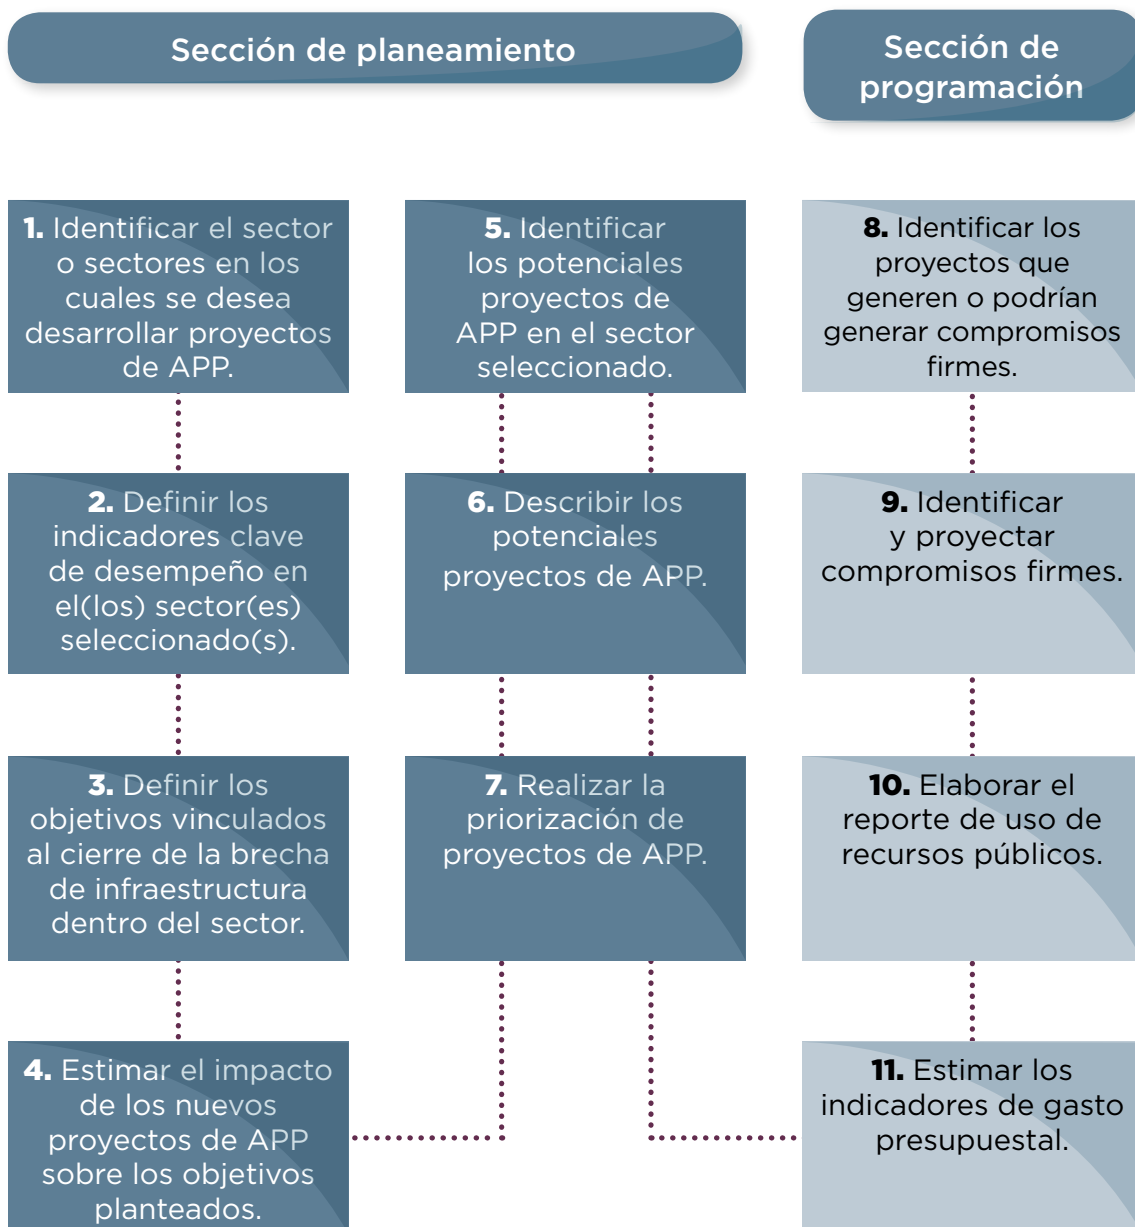 Sección de planeamiento
Sección de
programación
1. Identificar el sector
o sectores en los
cuales se desea
desarrollar proyectos
de APP.
2. Definir los
indicadores clave
de desempeño en
el(los) sector(es)
seleccionado(s).
3. Definir los
objetivos vinculados
al cierre de la brecha
de infraestructura
dentro del sector.
4. Estimar el impacto
de los nuevos
proyectos de APP
sobre los objetivos
planteados.
5. Identificar
los potenciales
proyectos de
APP en el sector
seleccionado.
6. Describir los
potenciales
proyectos de APP.
7. Realizar la
priorización de
proyectos de APP.
8. Identificar los
proyectos que
generen o podrían
generar compromisos
firmes.
9. Identificar
y proyectar
compromisos firmes.
10. Elaborar el
reporte de uso de
recursos públicos.
11. Estimar los
indicadores de gasto
presupuestal.